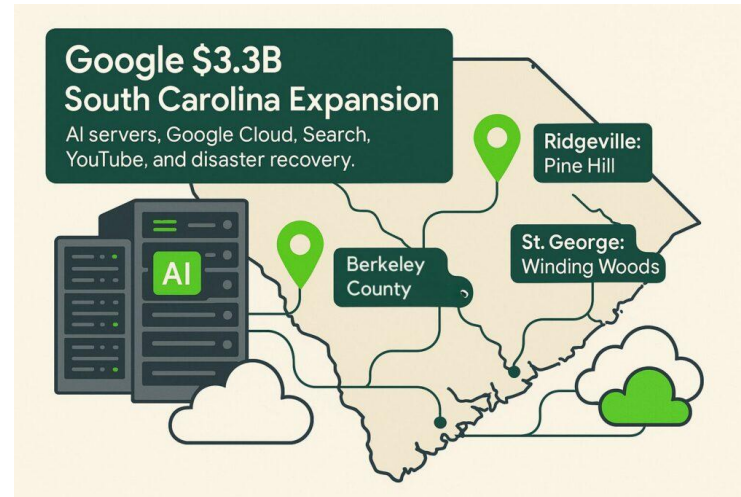 Google $3.3B
South Carolina Expansion
AI servers, Google Cloud, Search,
YouTube, and disaster recovery.
Ridgeville:
Pine Hill
St. George:
Winding Woods
Berkeley
County
AI